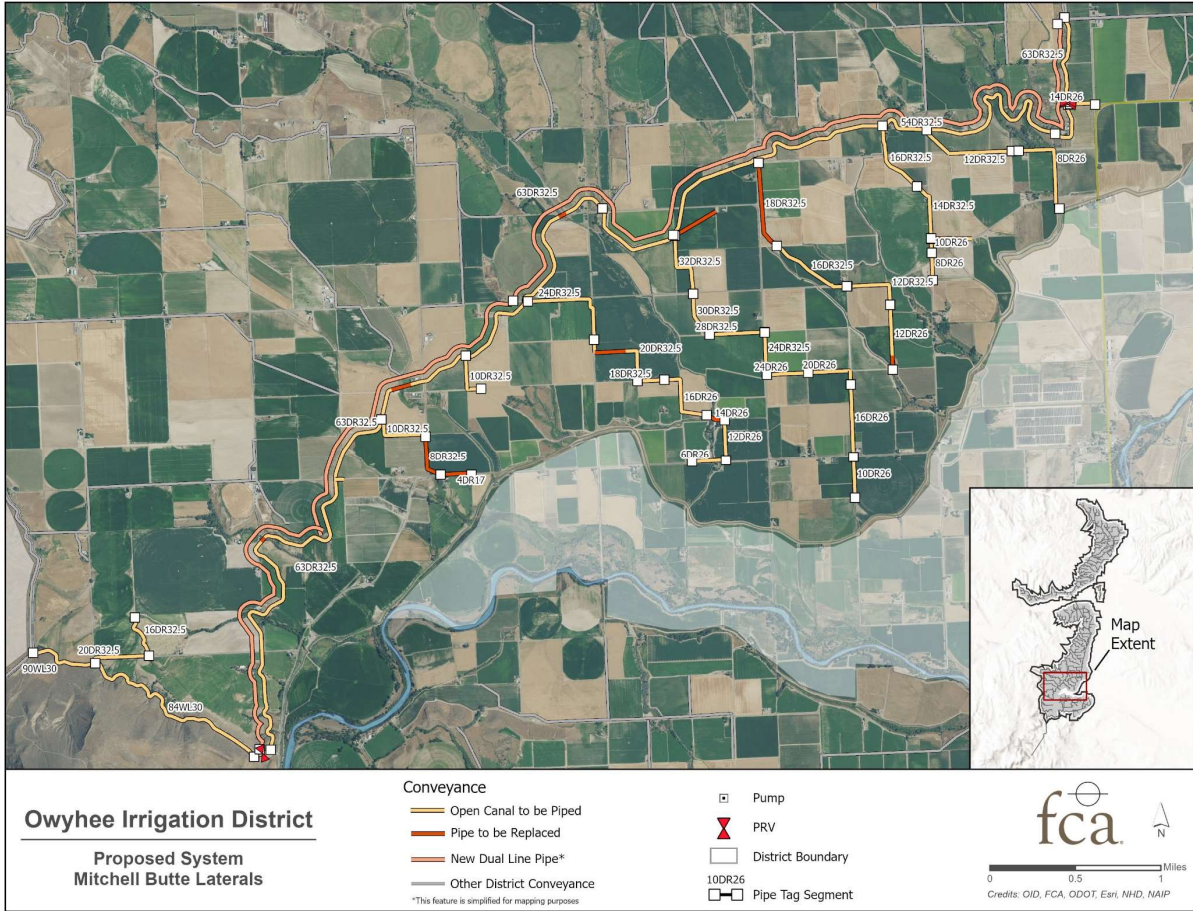 63DR32.5
14DR26
54DR32.5
16DR32.5
12DR32.5
8DR26
63DR32.5
18DR32.5
14DR32.5
10DR26
8DR26
32DR32.5
16DR32.5
12DR32.5
24DR32.5
30DR32.5
28DR32.5
12DR26
20DR32.5
24DR32.5
18DR32.5
24DR26
20DR26
10DR32.5
16DR26
14DR26
16DR26
63DR32.5
10DR32.5
12DR26
8DR32.5
6DR26
10DR26
4DR17
63DR32.5
16DR32.5
20DR32.5
90WL30
84WL30
Map
Extent
Owyhee Irrigation District
Proposed System
Mitchell Butte Laterals
Conveyance
Open Canal to be Piped
Pipe to be Replaced
New Dual Line Pipe*
Other District Conveyance
*This feature is simplified for mapping purposes
Pump
PRV
District Boundary
10DR26
Pipe Tag Segment
fca
N
Miles
0 0.5 1
Credits: OID, FCA, ODOT, Esri, NHD, NAIP